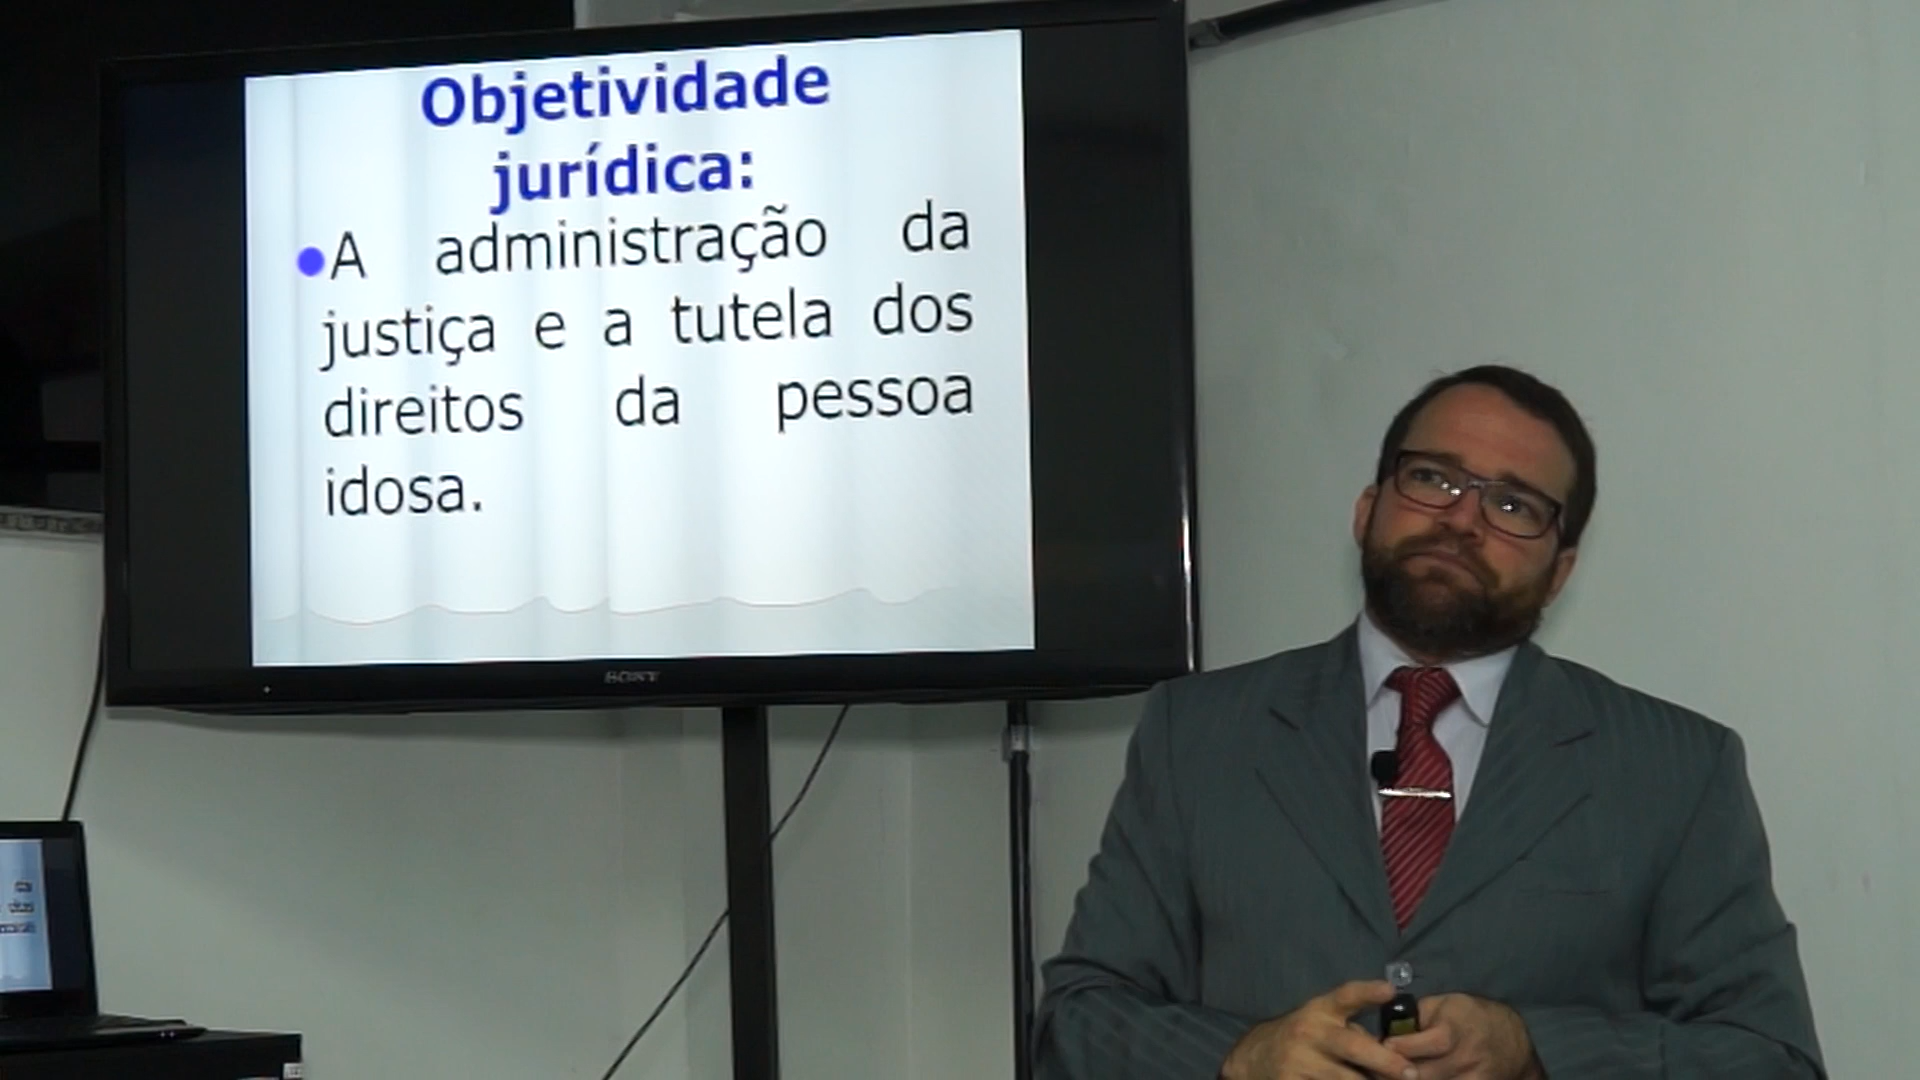 Objetividade
jurídica:
A administração da
justiça e a tutela dos
direitos da pessoa
idosa.
SONY